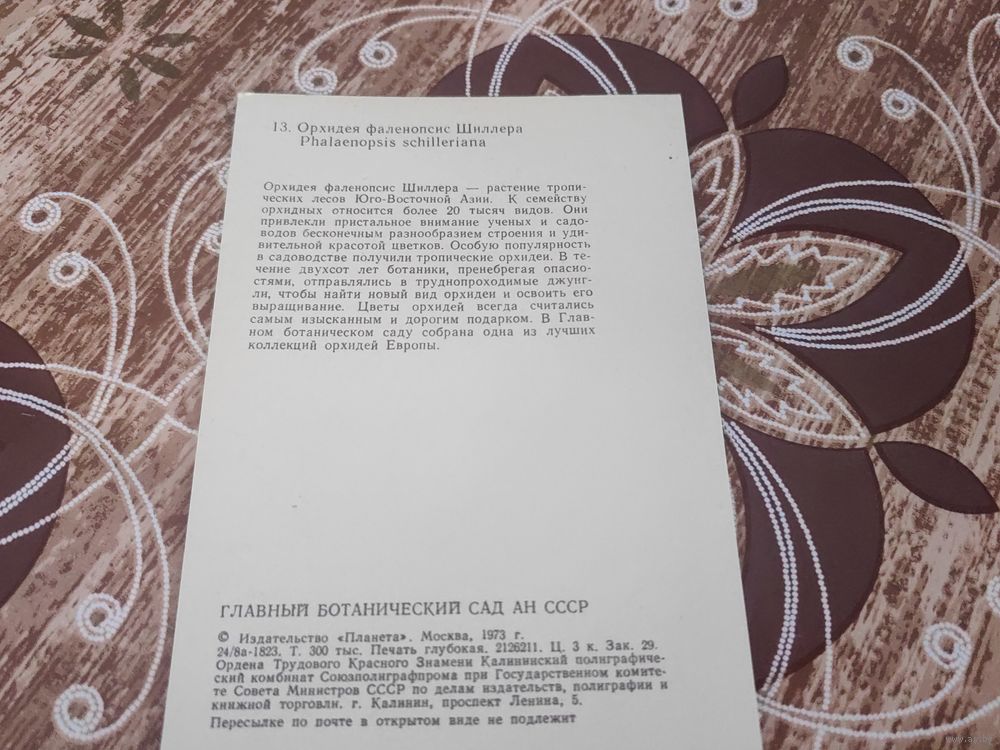 13. Орхидея фаленопсис Шиллера
Phalaenopsis schilleriana
Орхидея фаленопсис Шиллера — растение тропи-
ческих лесов Юго-Восточной Азии. К семейству
орхидных относится более 20 тысяч видов. Они
привлекли пристальное внимание ученых и садо-
водов бесконечным разнообразием строения и уди-
вительной красотой цветков. Особую популярность
в садоводстве получили тропические орхидеи. В те-
чение двухсот лет ботаники, пренебрегая опасно-
стями, отправлялись в труднопроходимые джунг-
ли, чтобы найти новый вид орхидеи и освоить его
выращивание. Цветы орхидей всегда считались
самым изысканным и дорогим подарком. В Глав-
ном ботаническом саду собрана одна из лучших
коллекций орхидей Европы.
ГЛАВНЫЙ БОТАНИЧЕСКИЙ САД АН СССР
© Издательство «Планета». Москва, 1973 г.
24/8а-1823. Т. 300 тыс. Печать глубокая. 2126211. Ц. 3 к. Зак. 29.
Ордена Трудового Красного Знамени Калининский полиграфиче-
ский комбинат Союзполиграфпрома при Государственном комите-
те Совета Министров СССР по делам издательств, полиграфии и
книжной торговли. г. Калинин, проспект Ленина, 5.
Пересылке по почте в открытом виде не подлежит